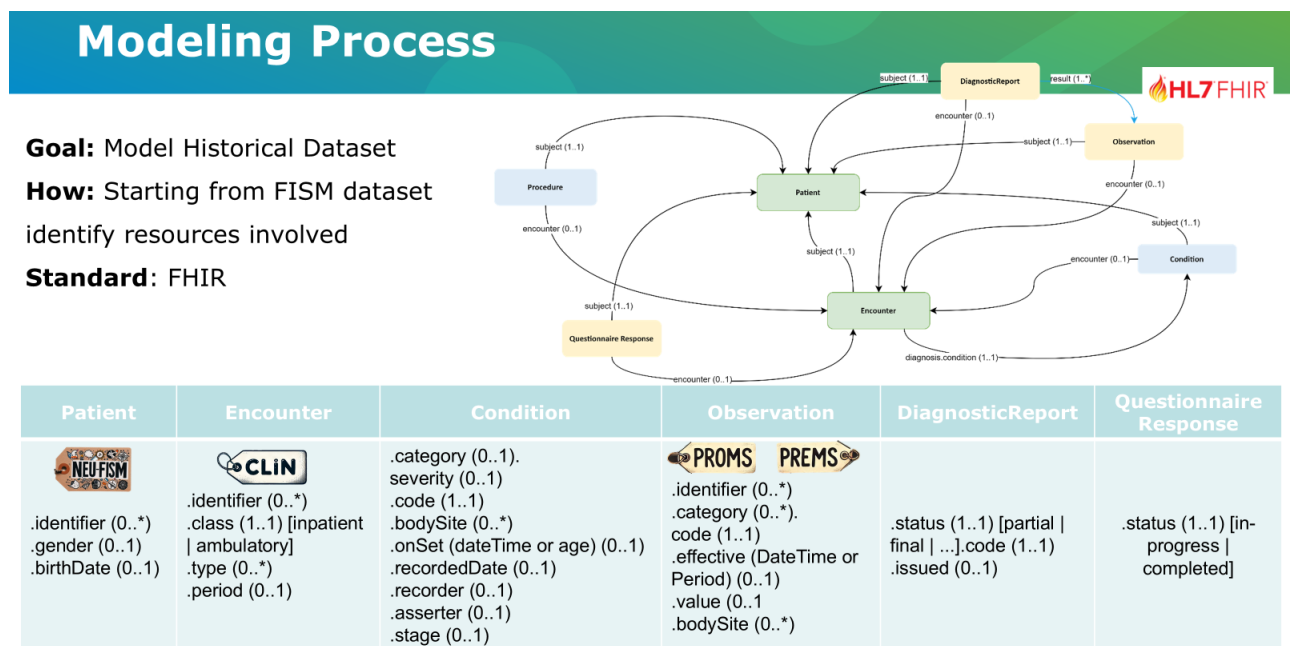 Modeling Process
HL7 FHIR
Goal: Model Historical Dataset
How: Starting from FISM dataset
identify resources involved
Standard: FHIR
subject (1..1)
DiagnosticReport
result (1..*)
encounter (0..1)
subject (1..1)
subject (1..1)
Observation
Procedure
Patient
encounter (0..1)
encounter (0..1)
subject (1..1)
subject (1..1)
encounter (0..1)
Condition
subject (1..1)
Encounter
Questionnaire Response
diagnosis.condition (1..1)
encounter (0..1)
Patient
Encounter
Condition
Observation
DiagnosticReport
Questionnaire
Response
NEU-FISM
.identifier (0..*)
.gender (0..1)
.birthDate (0..1)
CLiN
.identifier (0..*)
.class (1..1) [inpatient
| ambulatory]
.type (0..*)
.period (0..1)
.category (0..1).
severity (0..1)
.code (1..1)
.bodySite (0..*)
.onSet (dateTime or age) (0..1)
.recordedDate (0..1)
.recorder (0..1)
.asserter (0..1)
.stage (0..1)
PROMS
PREMS
.identifier (0..*)
.category (0..*).
code (1..1)
.effective (DateTime or
Period) (0..1)
.value (0..1
.bodySite (0..*)
.status (1..1) [partial |
final | ...].code (1..1)
.issued (0..1)
.status (1..1) [in-
progress |
completed]